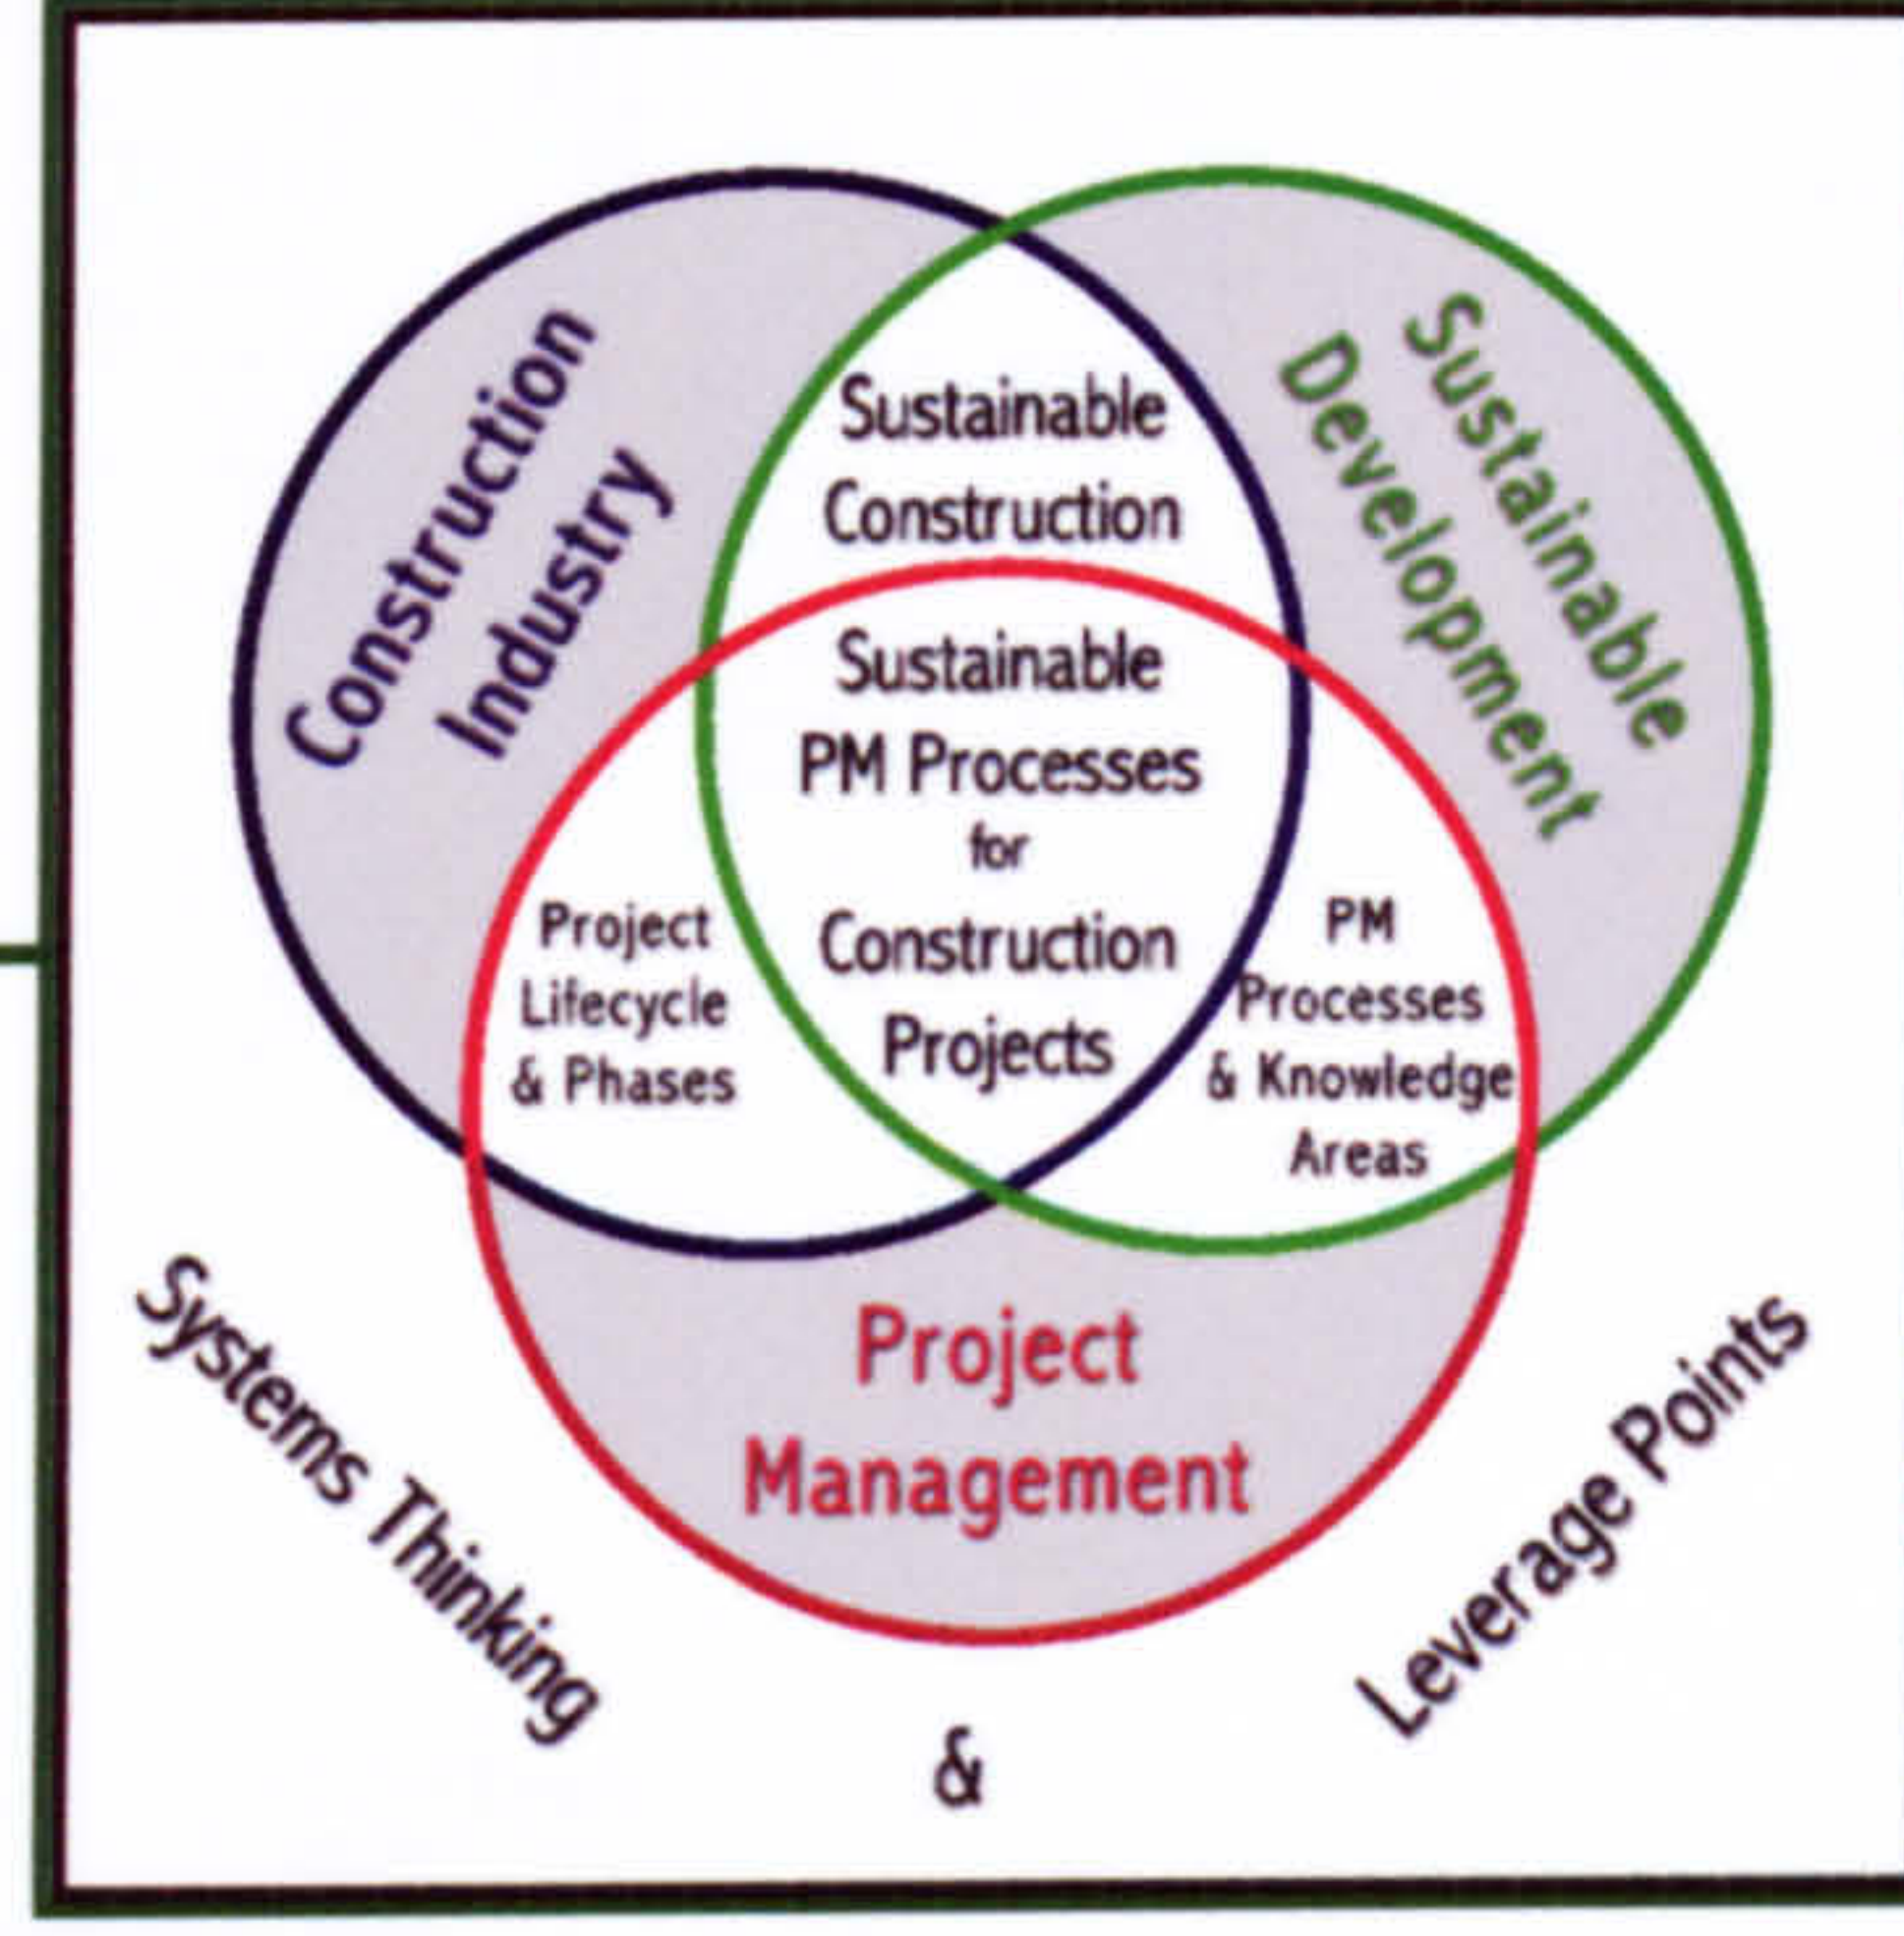 Construction
Industry
Sustainable
Development
Sustainable
Construction
Sustainable
PM Processes
for
Construction
Projects
Project
Lifecycle
& Phases
PM
Processes
& Knowledge
Areas
Project
Management
Systems Thinking
&
Leverage Points